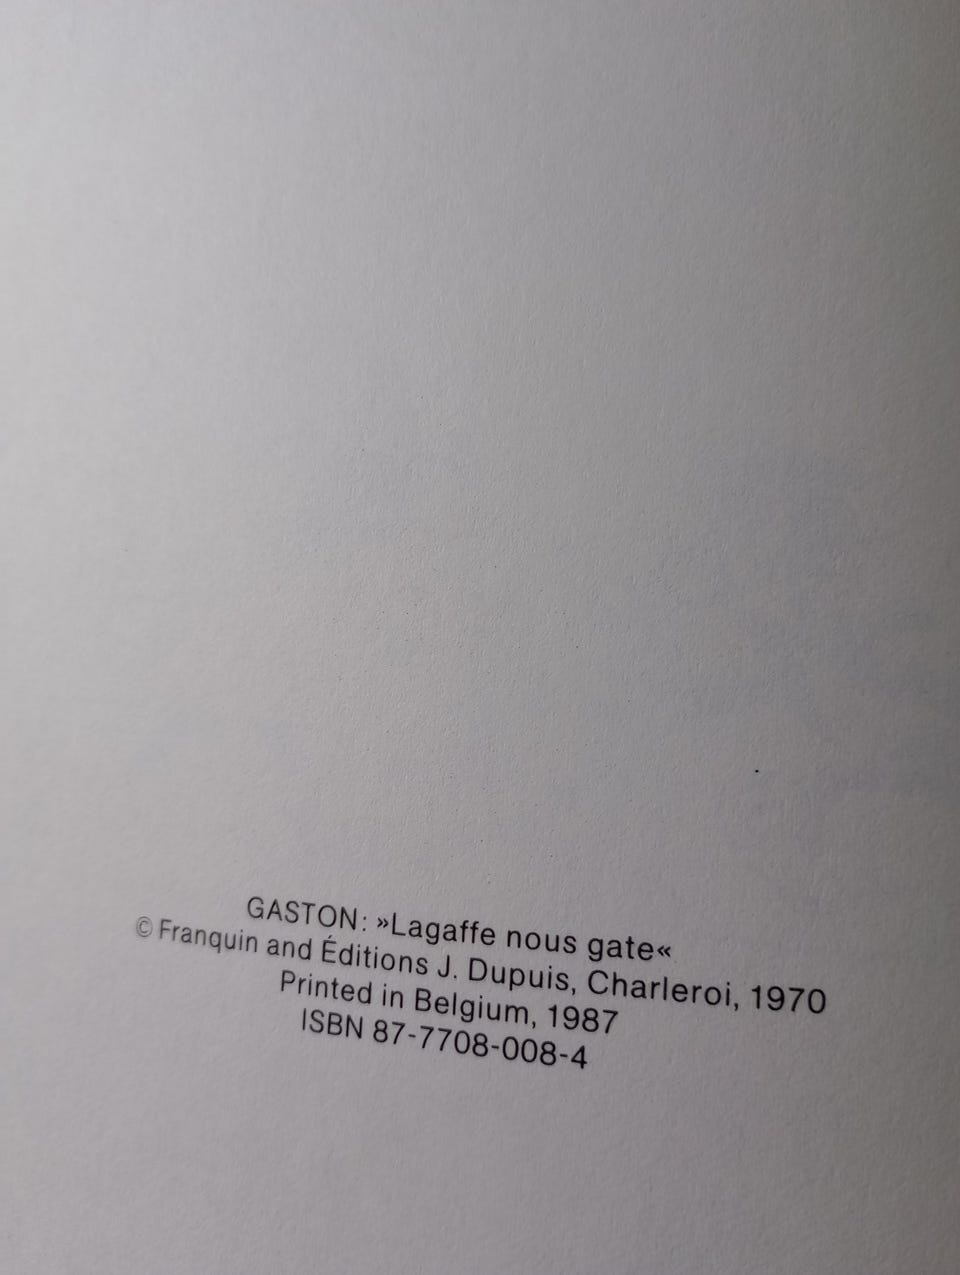 GASTON: »Lagaffe nous gate«
© Franquin and Éditions J. Dupuis, Charleroi, 1970
Printed in Belgium, 1987
ISBN 87-7708-008-4